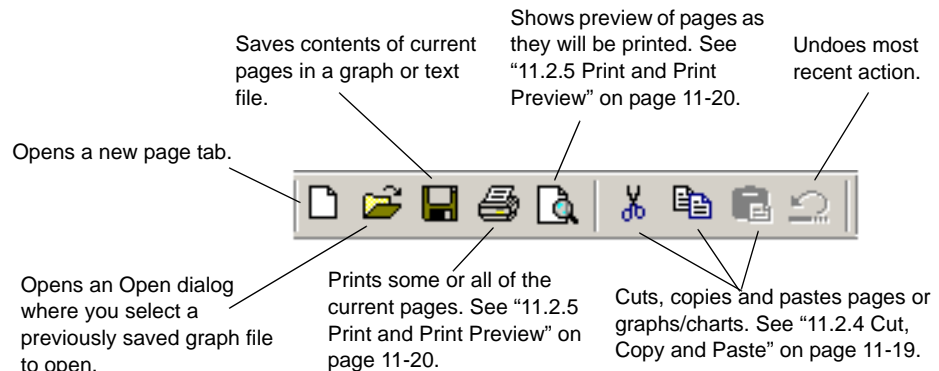 Shows preview of pages as
they will be printed. See
“11.2.5 Print and Print
Preview” on page 11-20.
Saves contents of current
pages in a graph or text
file.
Undoes most
recent action.
Opens a new page tab.
Opens an Open dialog
where you select a
previously saved graph file
to open.
Prints some or all of the
current pages. See “11.2.5
Print and Print Preview” on
page 11-20.
Cuts, copies and pastes pages or
graphs/charts. See “11.2.4 Cut,
Copy and Paste” on page 11-19.